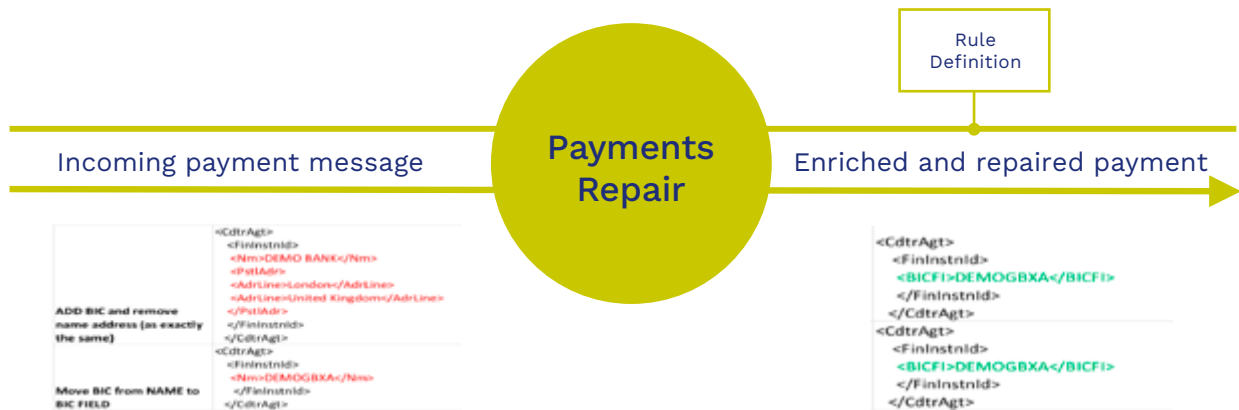 Rule
Definition
Incoming payment message
Payments
Repair
Enriched and repaired payment
ADD BIC and remove
name address (as exactly
the same)
<CdtrAgt>
<FinInstnId>
<Nm>DEMO BANK</Nm>
<PstlAdr>
<AdrLine>London</AdrLine>
<AdrLine>United Kingdom</AdrLine>
</PstlAdr>
</FinInstnId>
</CdtrAgt>
Move BIC from NAME to
BIC FIELD
<CdtrAgt>
<FinInstnId>
<Nm>DEMOGBXA</Nm>
</FinInstnId>
</CdtrAgt>
<CdtrAgt>
<FinInstnId>
<BICFI>DEMOGBXA</BICFI>
</FinInstnId>
</CdtrAgt>
<CdtrAgt>
<FinInstnId>
<BICFI>DEMOGBXA</BICFI>
</FinInstnId>
</CdtrAgt>